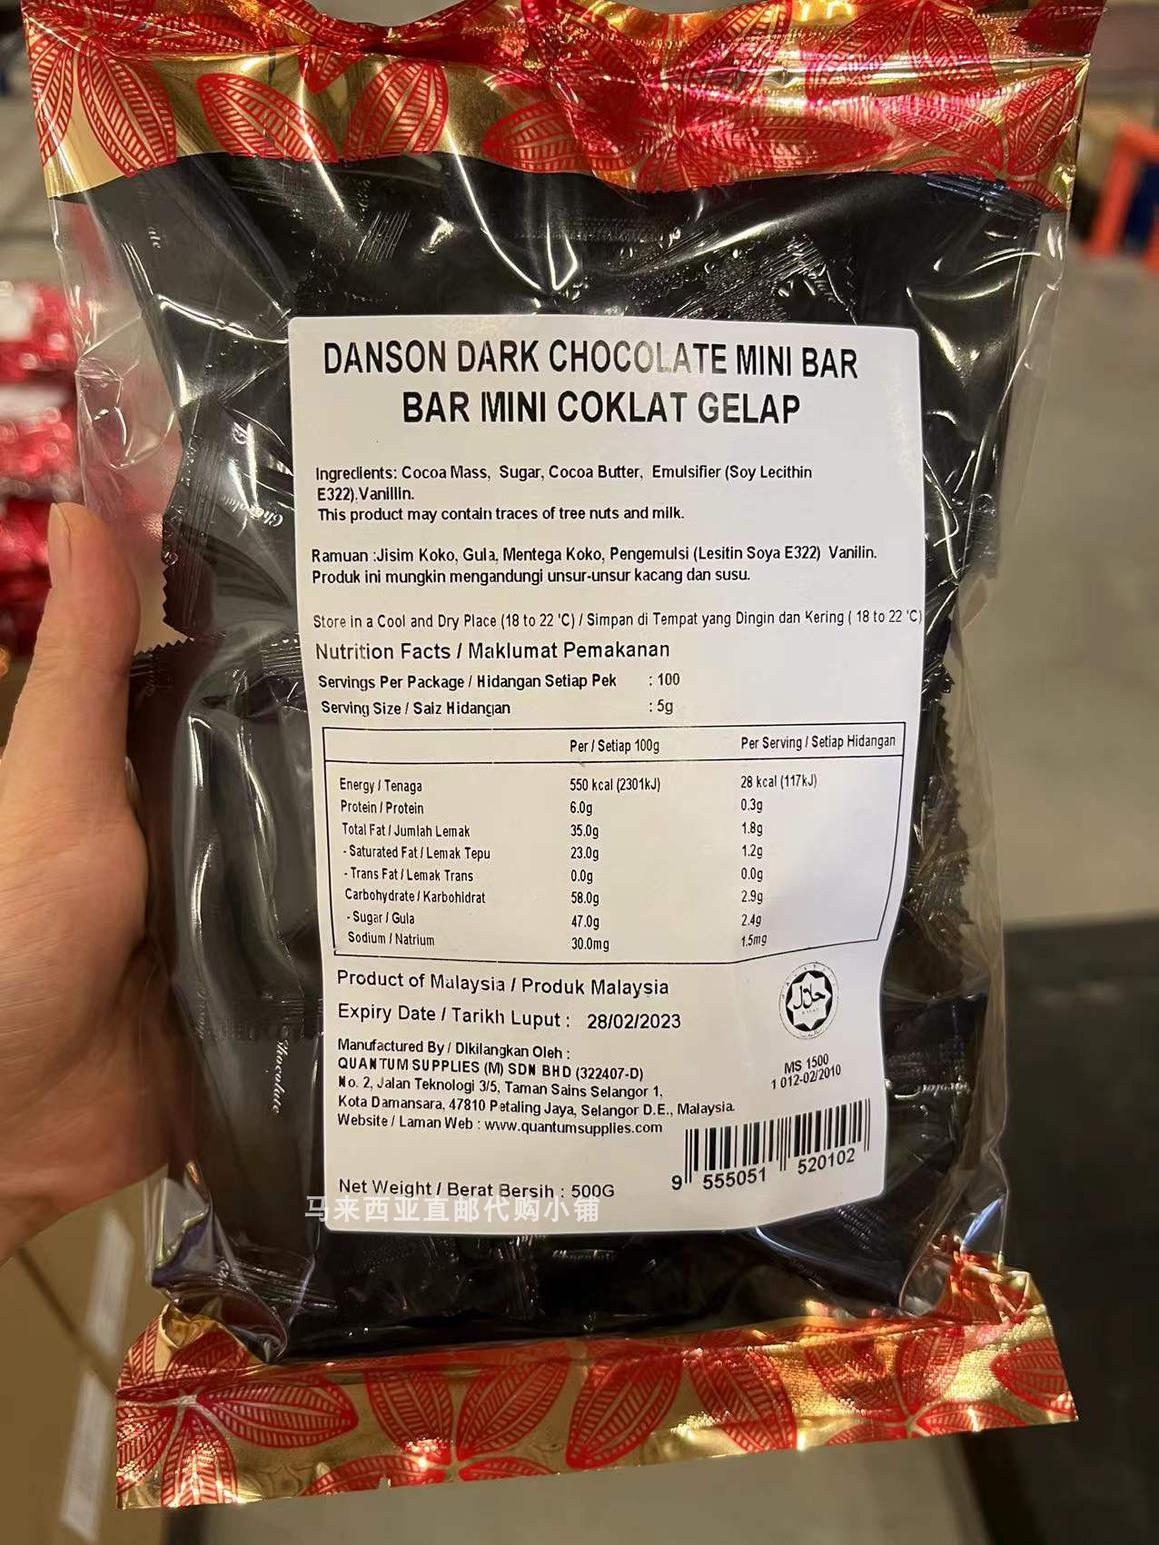 DANSON DARK CHOCOLATE MINI BAR
BAR MINI COKLAT GELAP
Ingredients: Cocoa Mass, Sugar, Cocoa Butter, Emulsifier (Soy Lecithin
E322).Vanillin.
This product may contain traces of tree nuts and milk.
Ramuan :Jisim Koko, Gula, Mentega Koko, Pengemulsi (Lesitin Soya E322) Vanilin.
Produk ini mungkin mengandungi unsur-unsur kacang dan susu.
Store in a Cool and Dry Place (18 to 22 'C) / Simpan di Tempat yang Dingin dan Kering ( 18 to 22 'C)
Nutrition Facts / Maklumat Pemakanan
Servings Per Package / Hidangan Setiap Pek : 100
Serving Size / Saiz Hidangan : 5g
Per / Setiap 100g Per Serving / Setiap Hidangan
Energy / Tenaga 550 kcal (2301kJ) 28 kcal (117kJ)
Protein / Protein 6.0g 0.3g
Total Fat / Jumlah Lemak 35.0g 1.8g
- Saturated Fat / Lemak Tepu 23.0g 1.2g
- Trans Fat / Lemak Trans 0.0g 0.0g
Carbohydrate / Karbohidrat 58.0g 2.9g
- Sugar / Gula 47.0g 2.4g
Sodium / Natrium 30.0mg 1.5mg
Product of Malaysia / Produk Malaysia
Expiry Date / Tarikh Luput : 28/02/2023
حلال
Manufactured By / Dikilangkan Oleh :
QUANTUM SUPPLIES (M) SDN BHD (322407-D)
No. 2, Jalan Teknologi 3/5, Taman Sains Selangor 1,
Kota Damansara, 47810 Petaling Jaya, Selangor D.E., Malaysia.
Website / Laman Web : www.quantumsupplies.com
MS 1500
1 012-02/2010
9 555051 520102
Net Weight / Berat Bersih : 500G
马来西亚直邮代购小铺
Chocolate
Chocolate